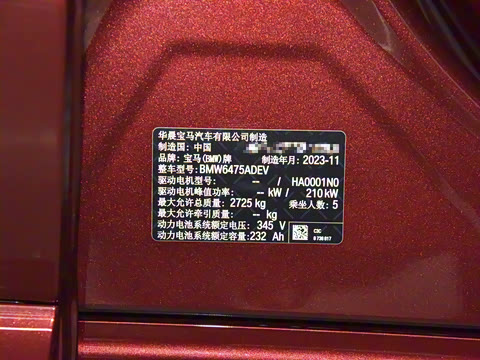 华晨宝马汽车有限公司制造
制造国: 中国
品牌: 宝马(BMW)牌 制造年月: 2023-11
整车型号: BMW6475ADEV
驱动电机型号: -- / HA0001N0
驱动电机峰值功率: -- kW / 210 kW
最大允许总质量: 2725 kg 乘坐人数: 5
最大允许牵引质量: -- kg
动力电池系统额定电压: 345 V
动力电池系统额定容量: 232 Ah